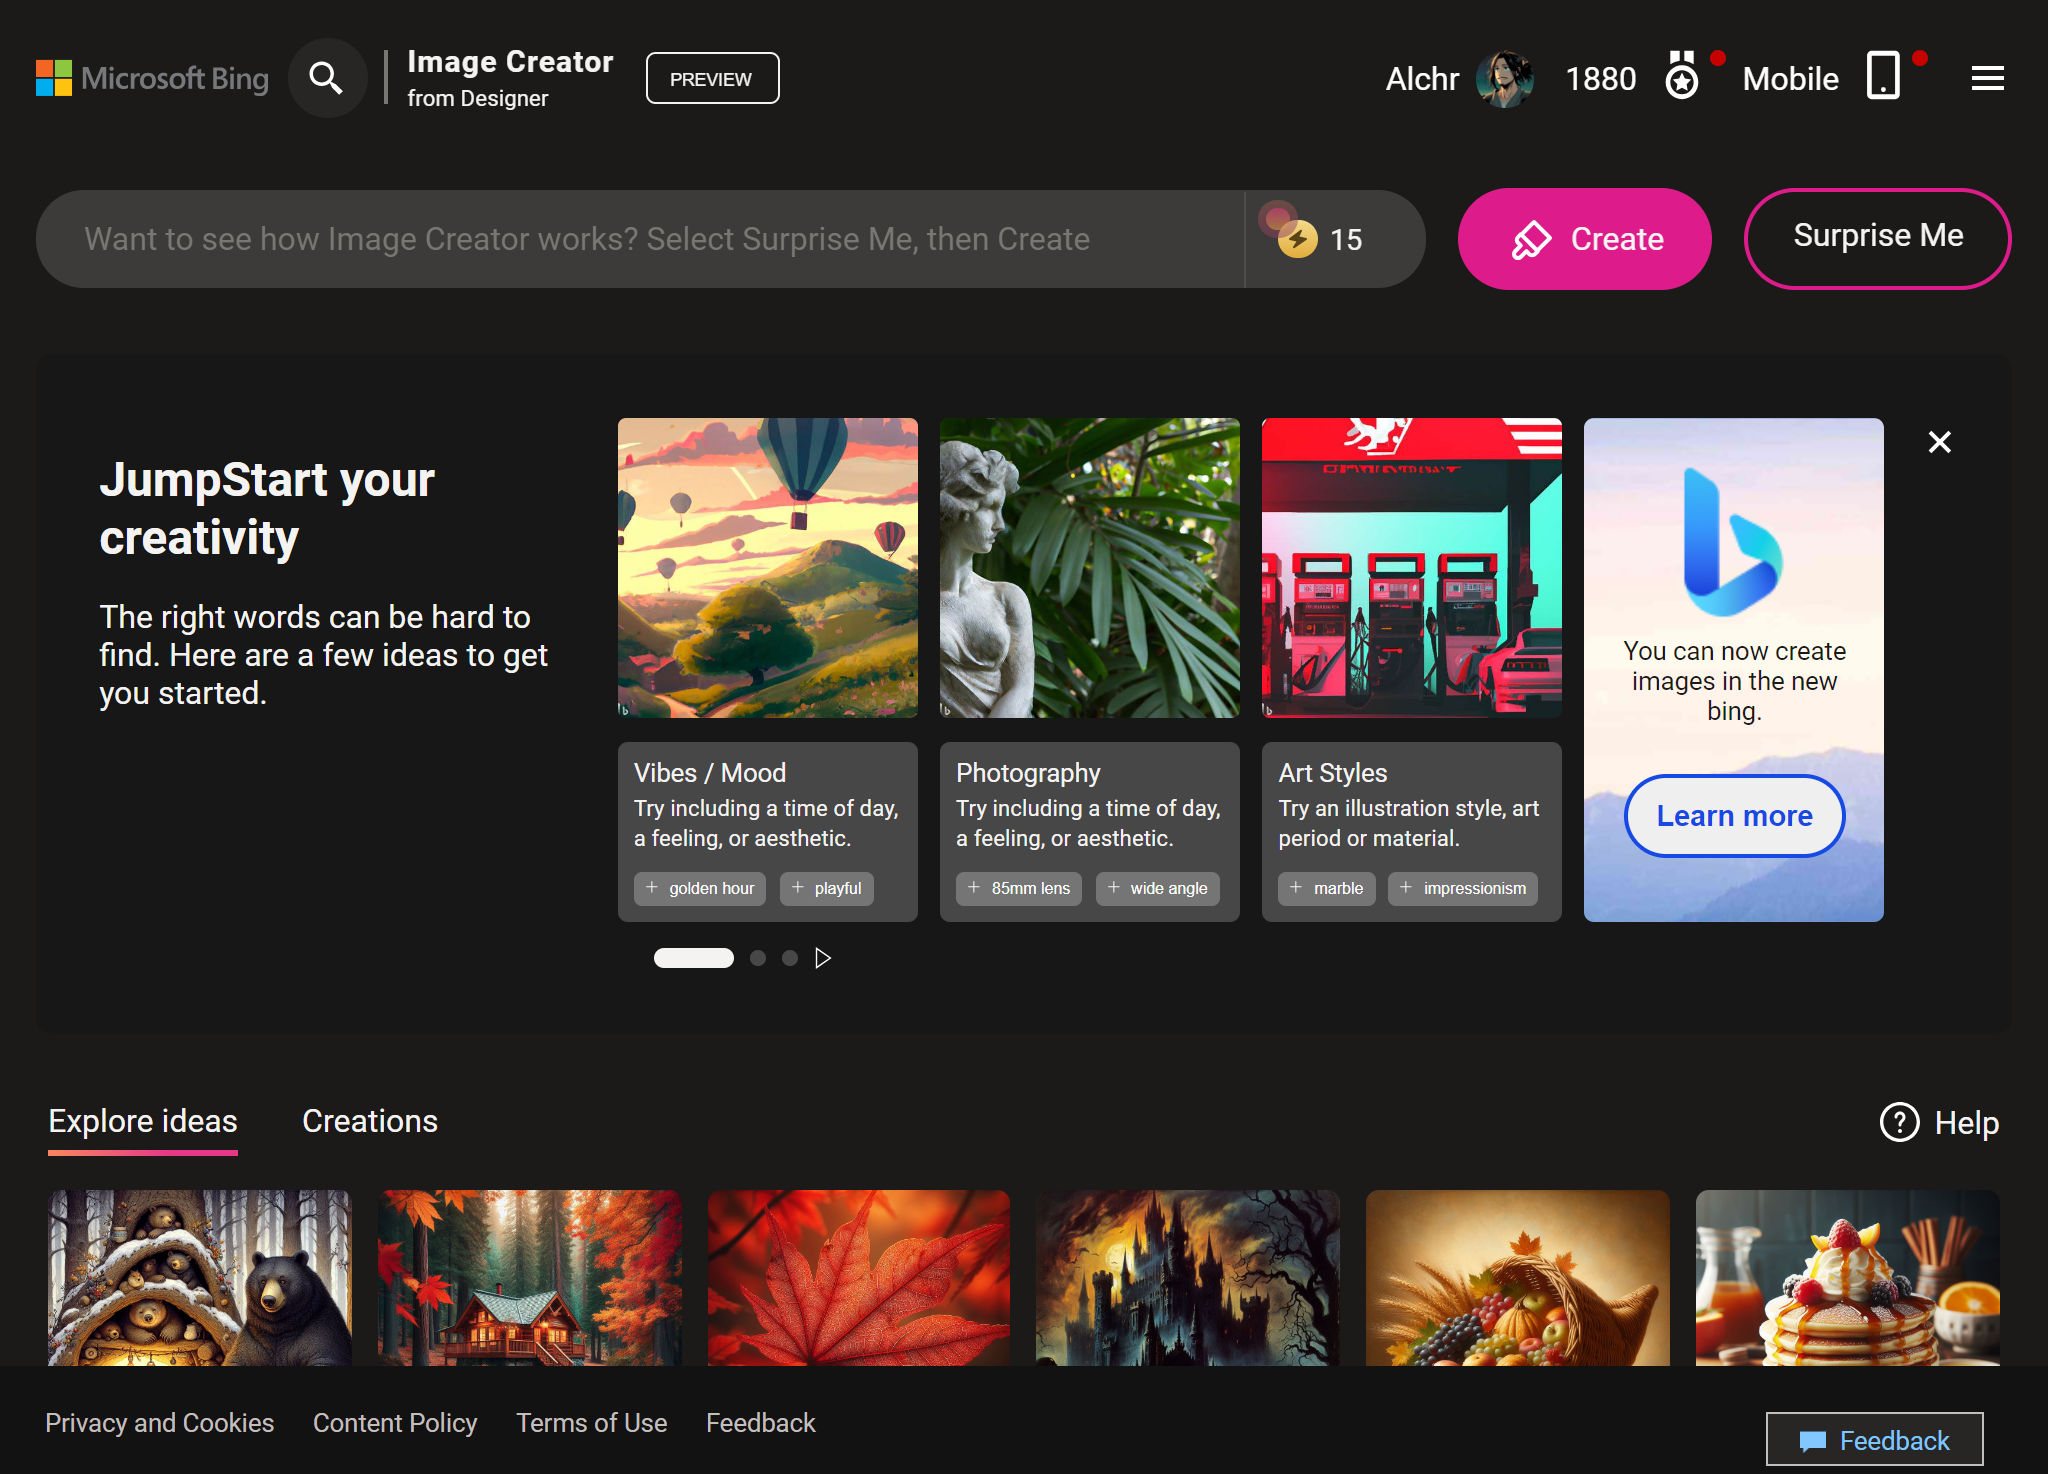 Microsoft Bing
Image Creator
from Designer
PREVIEW
Alchr
1880
Mobile
Want to see how Image Creator works? Select Surprise Me, then Create
15
Create
Surprise Me
JumpStart your
creativity
The right words can be hard to
find. Here are a few ideas to get
you started.
Vibes / Mood
Try including a time of day,
a feeling, or aesthetic.
+ golden hour
+ playful
Photography
Try including a time of day,
a feeling, or aesthetic.
+ 85mm lens
+ wide angle
Art Styles
Try an illustration style, art
period or material.
+ marble
+ impressionism
You can now create
images in the new
bing.
Learn more
Explore ideas
Creations
Help
Privacy and Cookies
Content Policy
Terms of Use
Feedback
Feedback